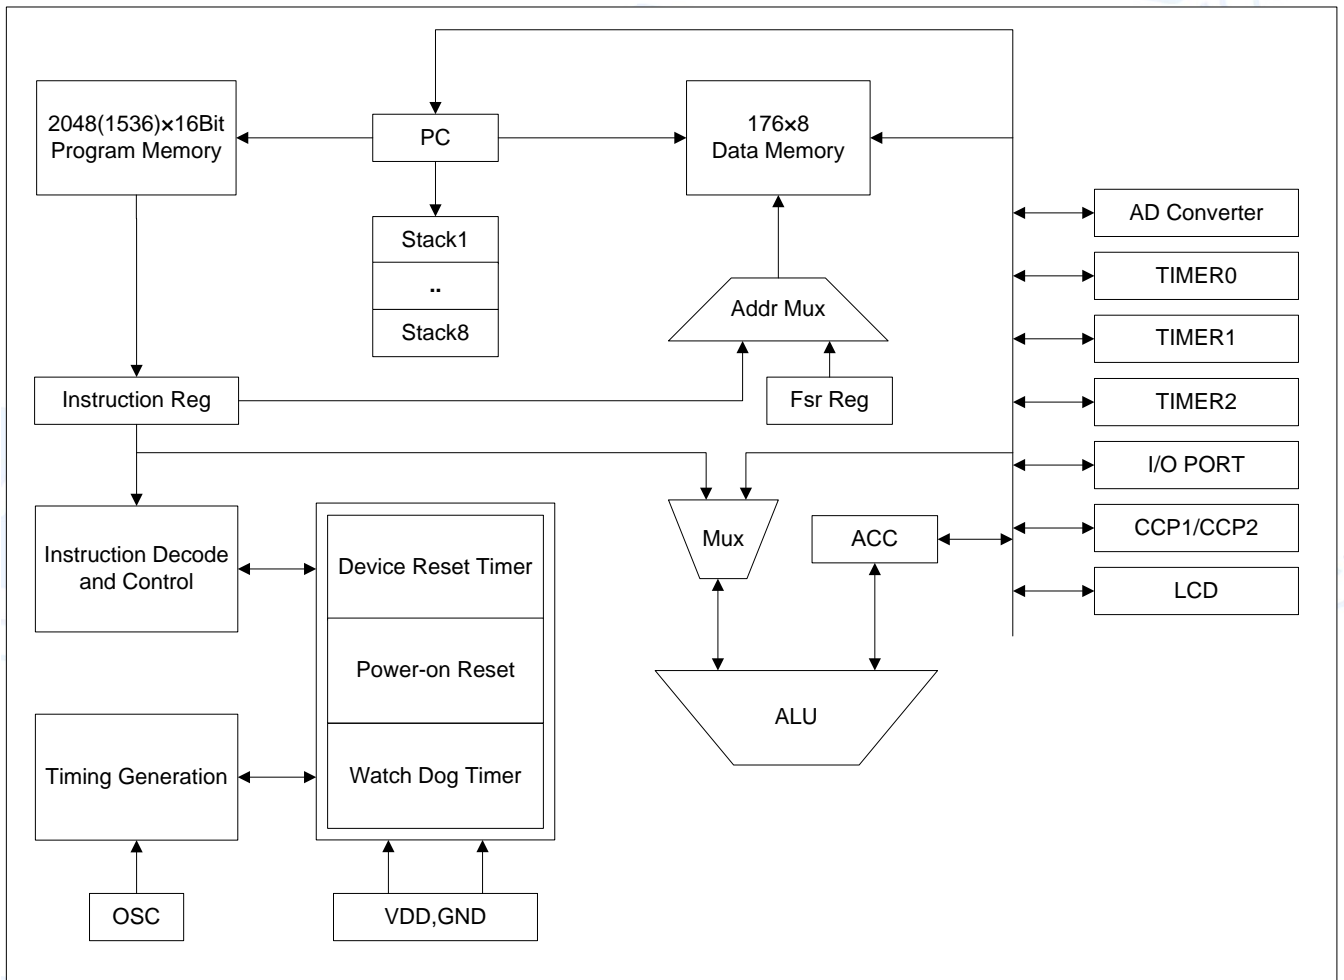 2048(1536)×16Bit
Program Memory
PC
176×8
Data Memory
Stack1
..
Stack8
Addr Mux
Instruction Reg
Fsr Reg
AD Converter
TIMER0
TIMER1
TIMER2
I/O PORT
CCP1/CCP2
LCD
Instruction Decode
and Control
Device Reset Timer
Power-on Reset
Watch Dog Timer
Mux
ACC
ALU
Timing Generation
OSC
VDD,GND